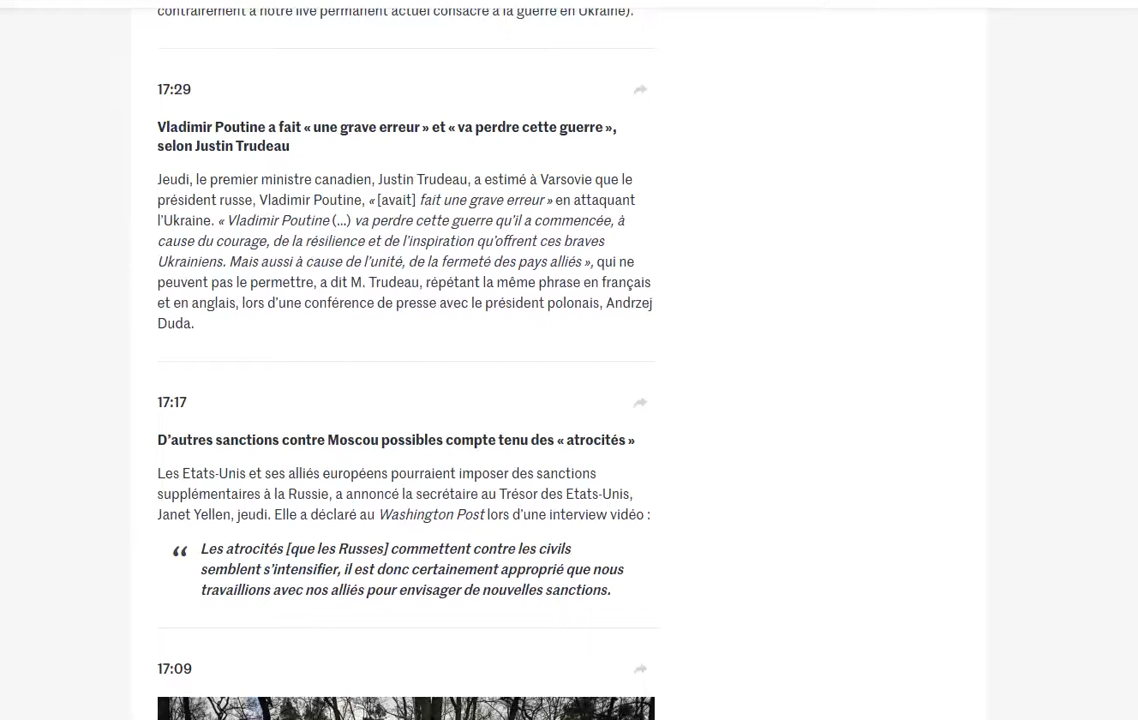 contrairement à notre live permanent actuel consacré à la guerre en Ukraine).
17:29
Vladimir Poutine a fait « une grave erreur » et « va perdre cette guerre »,
selon Justin Trudeau
Jeudi, le premier ministre canadien, Justin Trudeau, a estimé à Varsovie que le
président russe, Vladimir Poutine, « [avait] fait une grave erreur » en attaquant
l’Ukraine. « Vladimir Poutine (…) va perdre cette guerre qu’il a commencée, à
cause du courage, de la résilience et de l’inspiration qu’offrent ces braves
Ukrainiens. Mais aussi à cause de l’unité, de la fermeté des pays alliés », qui ne
peuvent pas le permettre, a dit M. Trudeau, répétant la même phrase en français
et en anglais, lors d’une conférence de presse avec le président polonais, Andrzej
Duda.
17:17
D’autres sanctions contre Moscou possibles compte tenu des « atrocités »
Les Etats-Unis et ses alliés européens pourraient imposer des sanctions
supplémentaires à la Russie, a annoncé la secrétaire au Trésor des Etats-Unis,
Janet Yellen, jeudi. Elle a déclaré au Washington Post lors d’une interview vidéo :
“ Les atrocités [que les Russes] commettent contre les civils
semblent s’intensifier, il est donc certainement approprié que nous
travaillions avec nos alliés pour envisager de nouvelles sanctions.
17:09